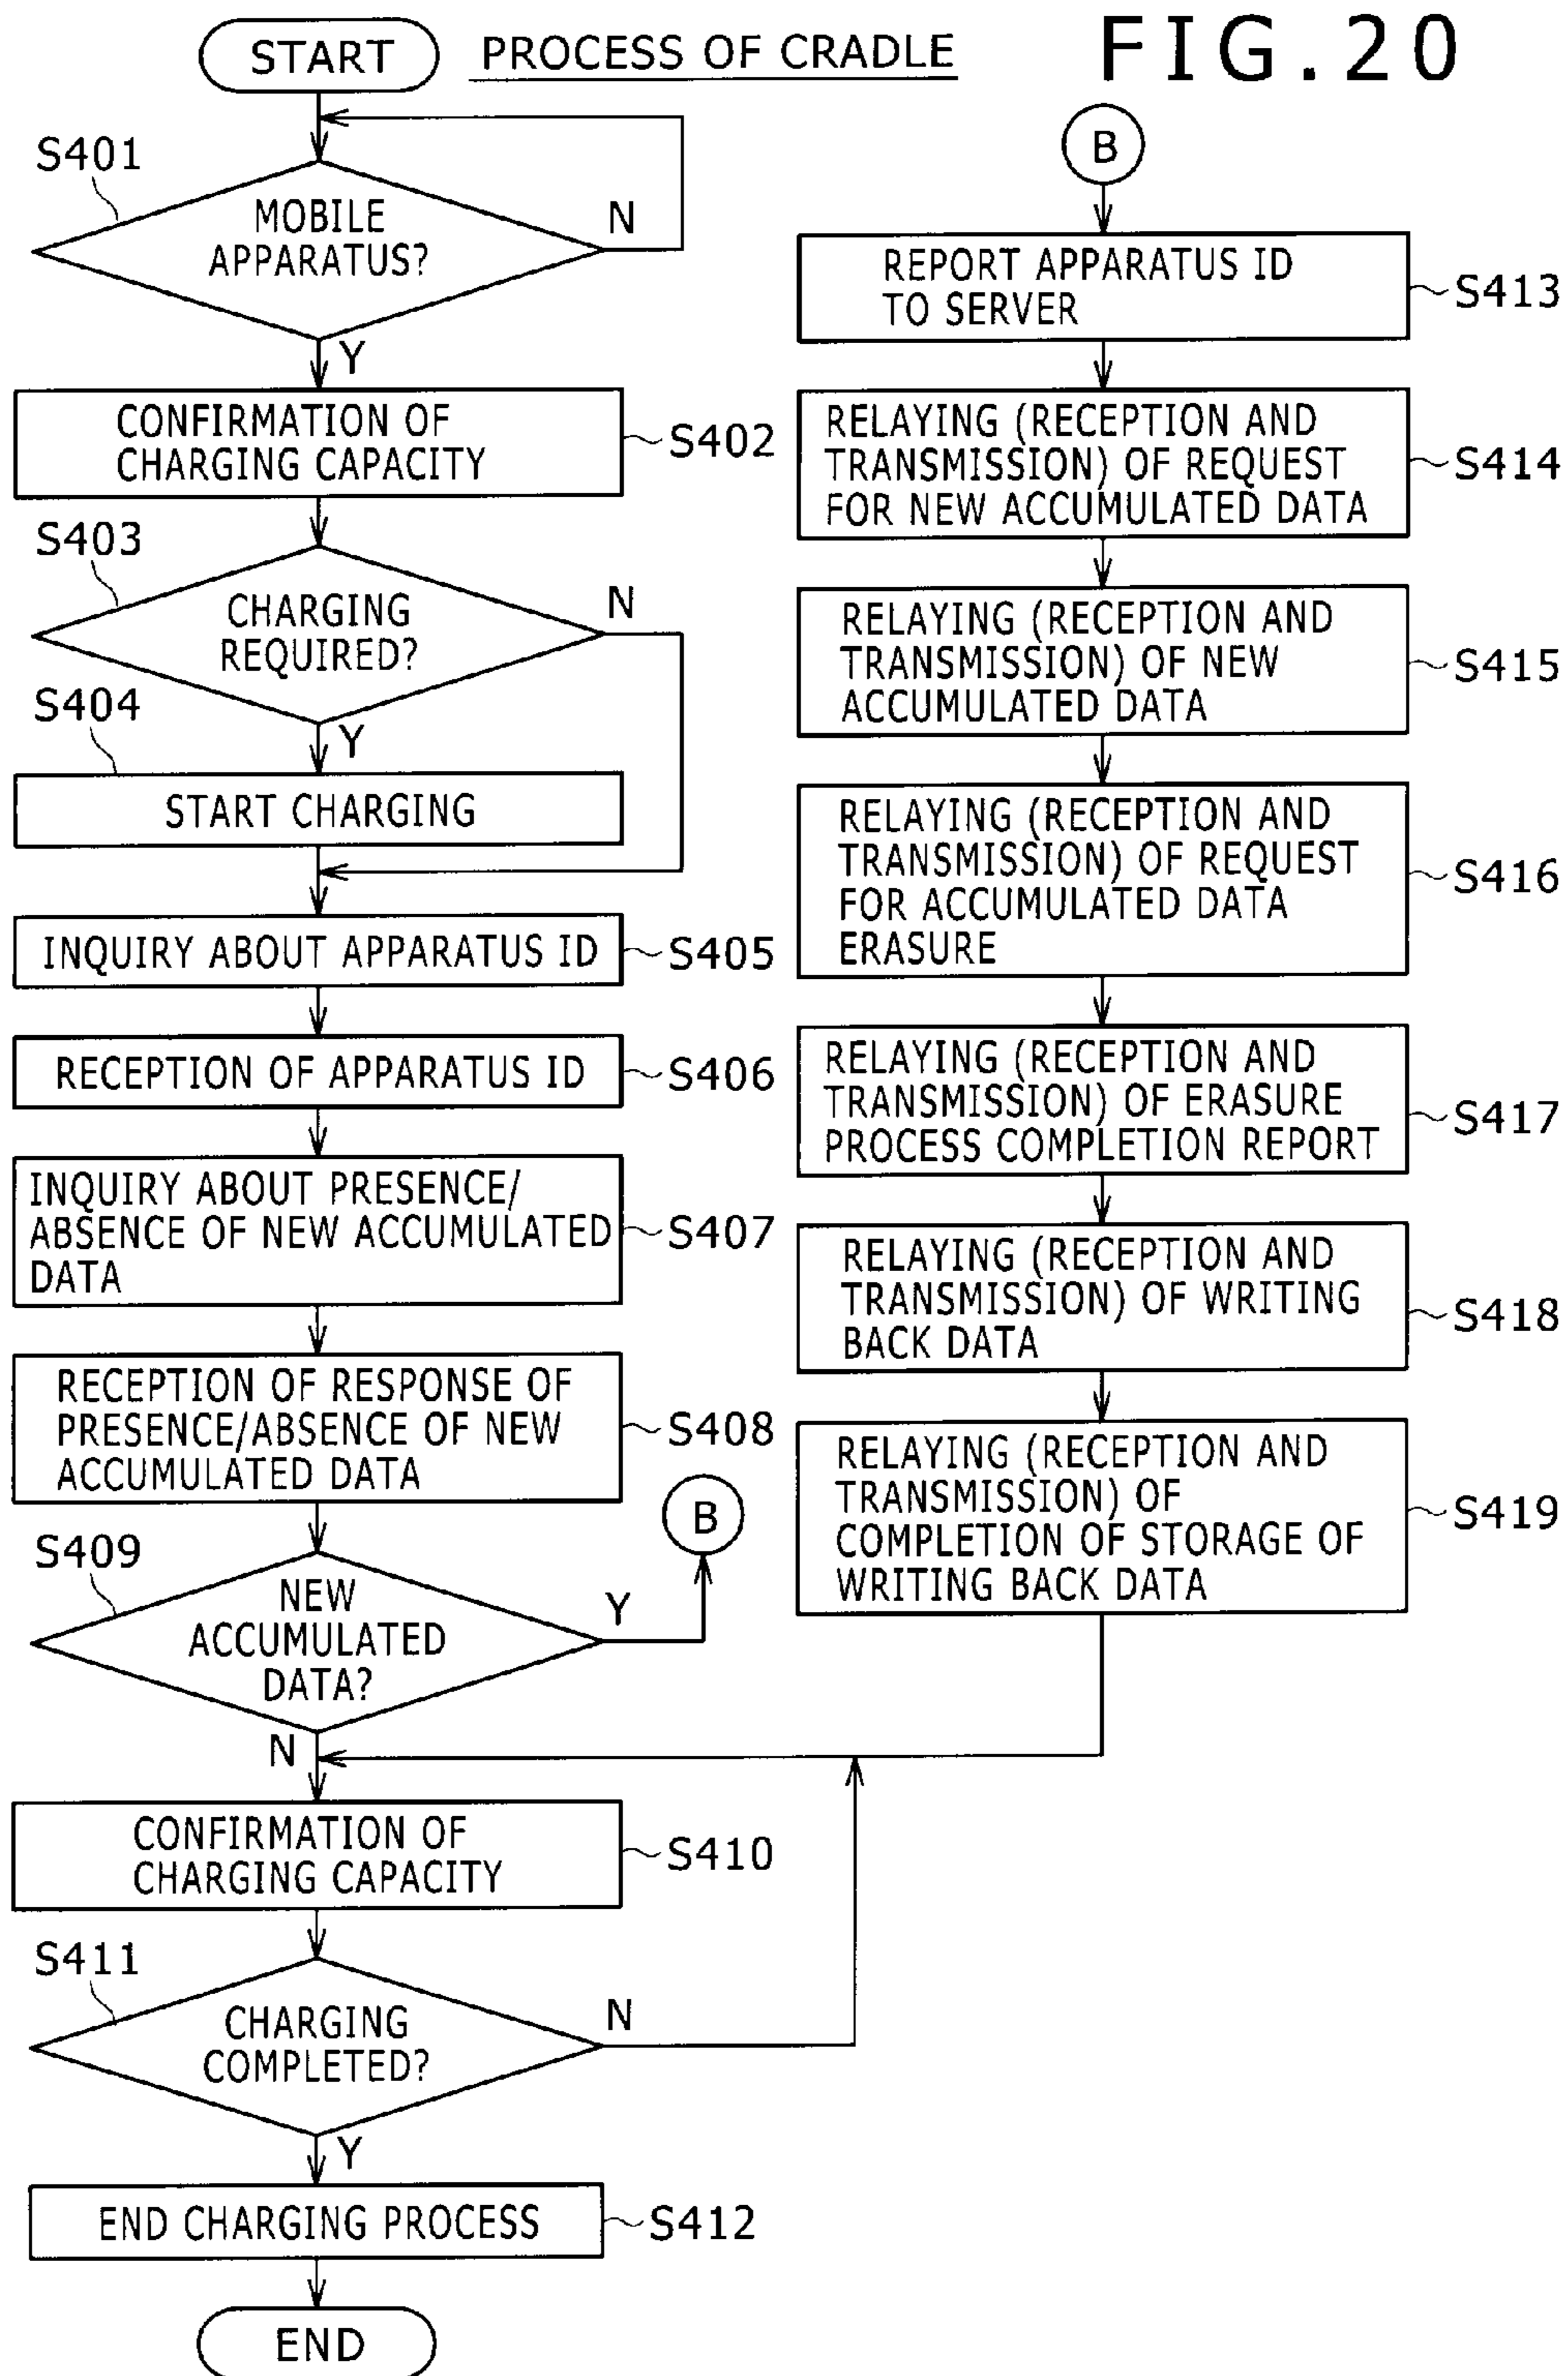 FIG.20
PROCESS OF CRADLE
START
S401
MOBILE
APPARATUS?
N
Y
CONFIRMATION OF
CHARGING CAPACITY
S402
S403
CHARGING
REQUIRED?
N
S404
Y
START CHARGING
INQUIRY ABOUT APPARATUS ID
S405
RECEPTION OF APPARATUS ID
S406
INQUIRY ABOUT PRESENCE/
ABSENCE OF NEW ACCUMULATED
DATA
S407
RECEPTION OF RESPONSE OF
PRESENCE/ABSENCE OF NEW
ACCUMULATED DATA
S408
S409
NEW
ACCUMULATED
DATA?
Y
B
N
CONFIRMATION OF
CHARGING CAPACITY
S410
S411
CHARGING
COMPLETED?
N
Y
END CHARGING PROCESS
S412
END
B
REPORT APPARATUS ID
TO SERVER
S413
RELAYING (RECEPTION AND
TRANSMISSION) OF REQUEST
FOR NEW ACCUMULATED DATA
S414
RELAYING (RECEPTION AND
TRANSMISSION) OF NEW
ACCUMULATED DATA
S415
RELAYING (RECEPTION AND
TRANSMISSION) OF REQUEST
FOR ACCUMULATED DATA
ERASURE
S416
RELAYING (RECEPTION AND
TRANSMISSION) OF ERASURE
PROCESS COMPLETION REPORT
S417
RELAYING (RECEPTION AND
TRANSMISSION) OF WRITING
BACK DATA
S418
RELAYING (RECEPTION AND
TRANSMISSION) OF
COMPLETION OF STORAGE OF
WRITING BACK DATA
S419